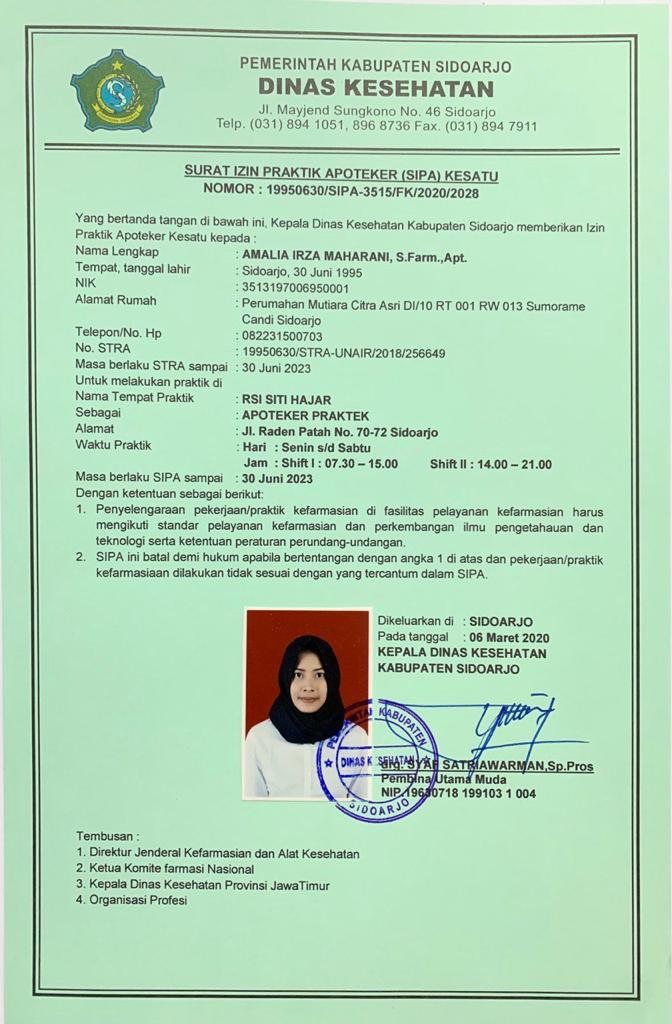 PEMERINTAH KABUPATEN SIDOARJO
DINAS KESEHATAN
Jl. Mayjend Sungkono No. 46 Sidoarjo
Telp. (031) 894 1051, 896 8736 Fax. (031) 894 7911
SURAT IZIN PRAKTIK APOTEKER (SIPA) KESATU
NOMOR : 19950630/SIPA-3515/FK/2020/2028
Yang bertanda tangan di bawah ini, Kepala Dinas Kesehatan Kabupaten Sidoarjo memberikan Izin
Praktik Apoteker Kesatu kepada :
Nama Lengkap : AMALIA IRZA MAHARANI, S.Farm.,Apt.
Tempat, tanggal lahir : Sidoarjo, 30 Juni 1995
NIK : 3513197006950001
Alamat Rumah : Perumahan Mutiara Citra Asri DI/10 RT 001 RW 013 Sumorame
Candi Sidoarjo
Telepon/No. Hp : 082231500703
No. STRA : 19950630/STRA-UNAIR/2018/256649
Masa berlaku STRA sampai : 30 Juni 2023
Untuk melakukan praktik di
Nama Tempat Praktik : RSI SITI HAJAR
Sebagai : APOTEKER PRAKTEK
Alamat : Jl. Raden Patah No. 70-72 Sidoarjo
Waktu Praktik : Hari : Senin s/d Sabtu
Jam : Shift I : 07.30 – 15.00 Shift II : 14.00 – 21.00
Masa berlaku SIPA sampai : 30 Juni 2023
Dengan ketentuan sebagai berikut:
1. Penyelengaraan pekerjaan/praktik kefarmasian di fasilitas pelayanan kefarmasian harus
mengikuti standar pelayanan kefarmasian dan perkembangan ilmu pengetahauan dan
teknologi serta ketentuan peraturan perundang-undangan.
2. SIPA ini batal demi hukum apabila bertentangan dengan angka 1 di atas dan pekerjaan/praktik
kefarmasiaan dilakukan tidak sesuai dengan yang tercantum dalam SIPA.
Dikeluarkan di : SIDOARJO
Pada tanggal : 06 Maret 2020
KEPALA DINAS KESEHATAN
KABUPATEN SIDOARJO
PEMERINTAH KABUPATEN
DINAS KESEHATAN
SIDOARJO
drg. SYAF SATRIAWARMAN,Sp.Pros
Pembina Utama Muda
NIP.19630718 199103 1 004
Tembusan :
1. Direktur Jenderal Kefarmasian dan Alat Kesehatan
2. Ketua Komite farmasi Nasional
3. Kepala Dinas Kesehatan Provinsi JawaTimur
4. Organisasi Profesi